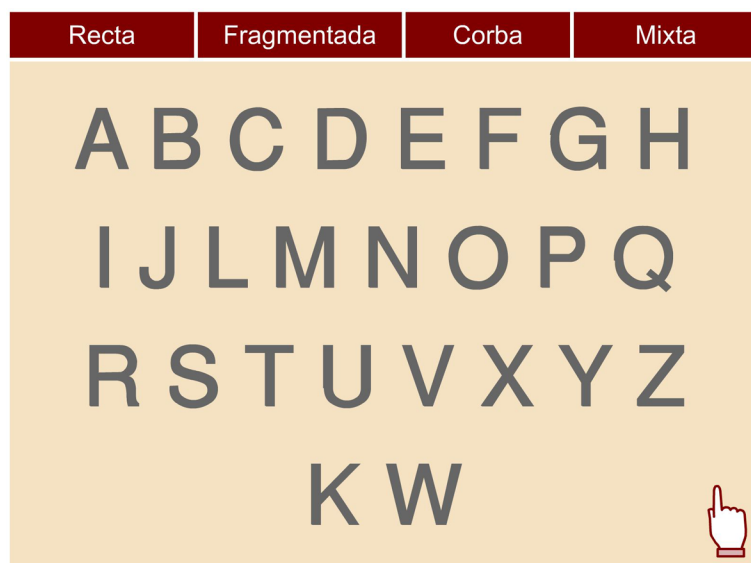 Recta Fragmentada Corba Mixta
A B C D E F G H
I J L M N O P Q
R S T U V X Y Z
K W